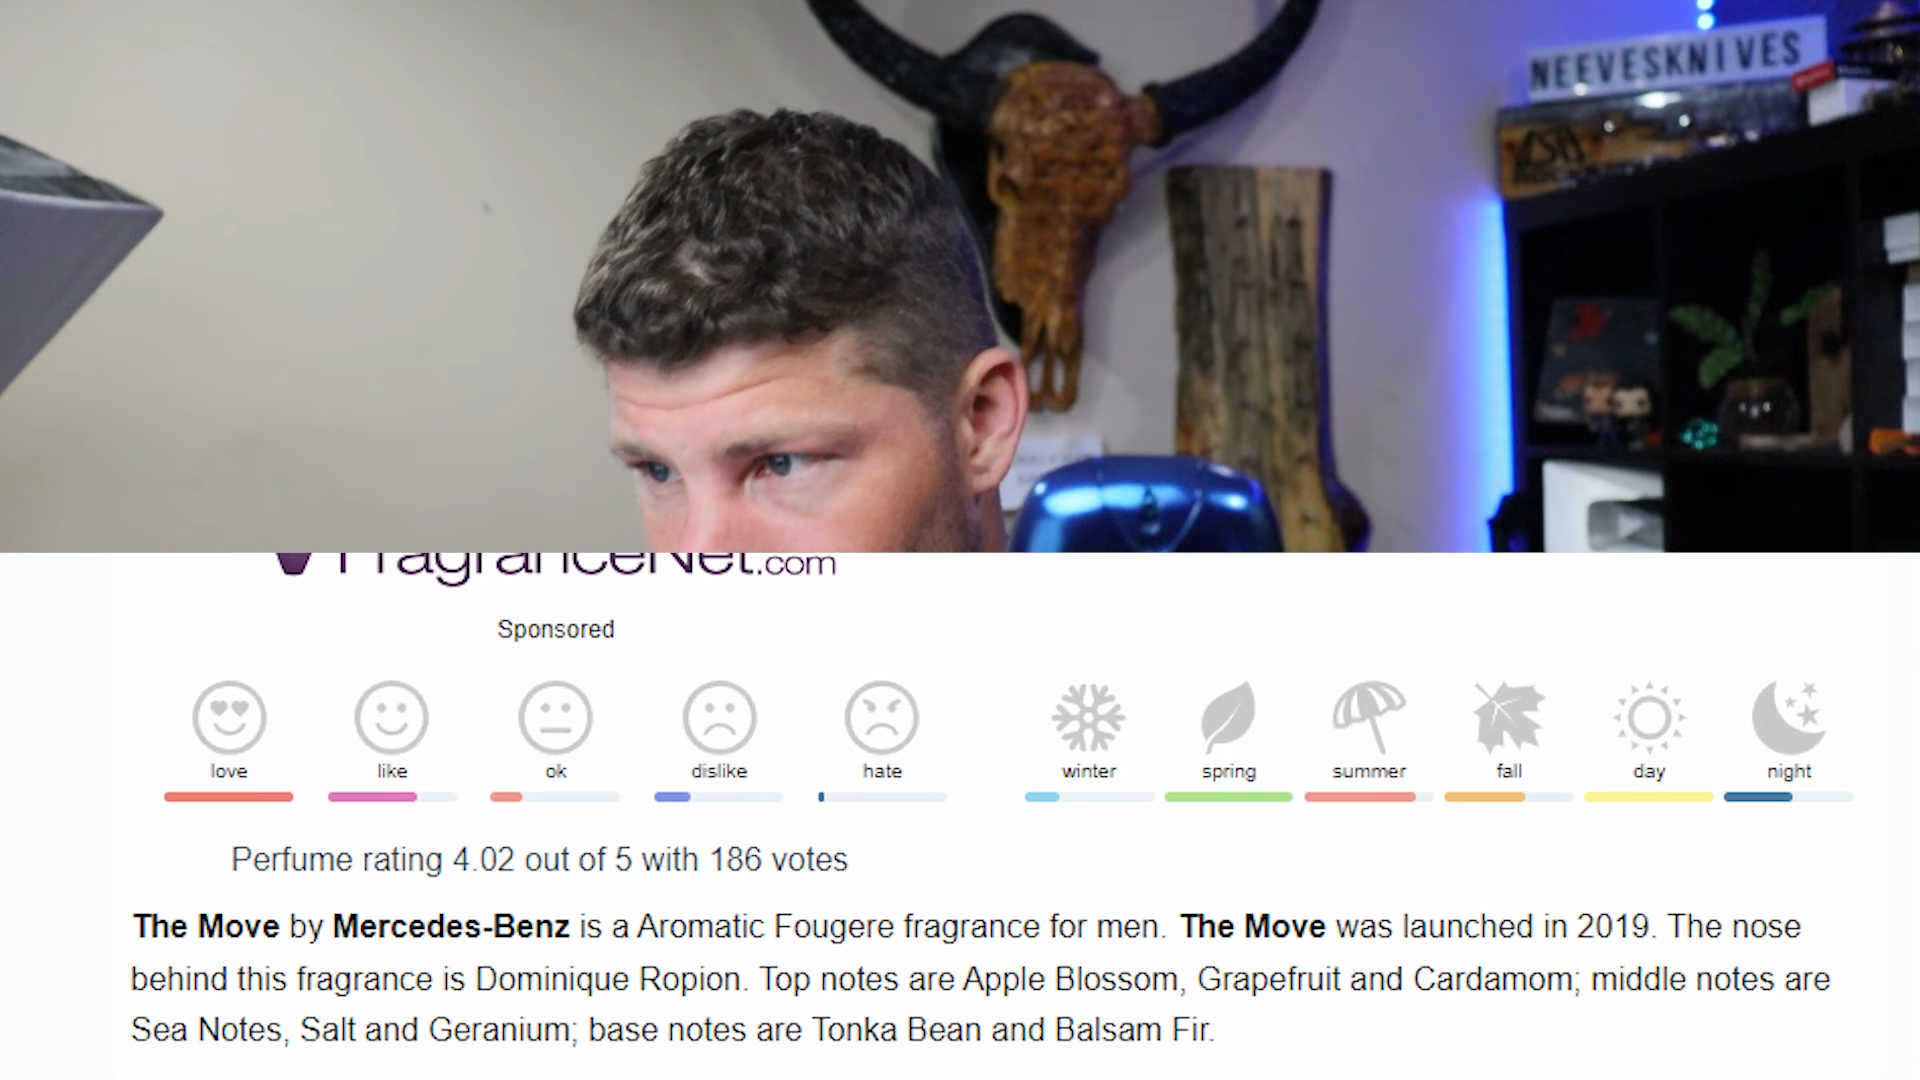 NEEVESKNIVES
FragranceNet.com
Sponsored
love like ok dislike hate winter spring summer fall day night
Perfume rating 4.02 out of 5 with 186 votes
The Move by Mercedes-Benz is a Aromatic Fougere fragrance for men. The Move was launched in 2019. The nose
behind this fragrance is Dominique Ropion. Top notes are Apple Blossom, Grapefruit and Cardamom; middle notes are
Sea Notes, Salt and Geranium; base notes are Tonka Bean and Balsam Fir.